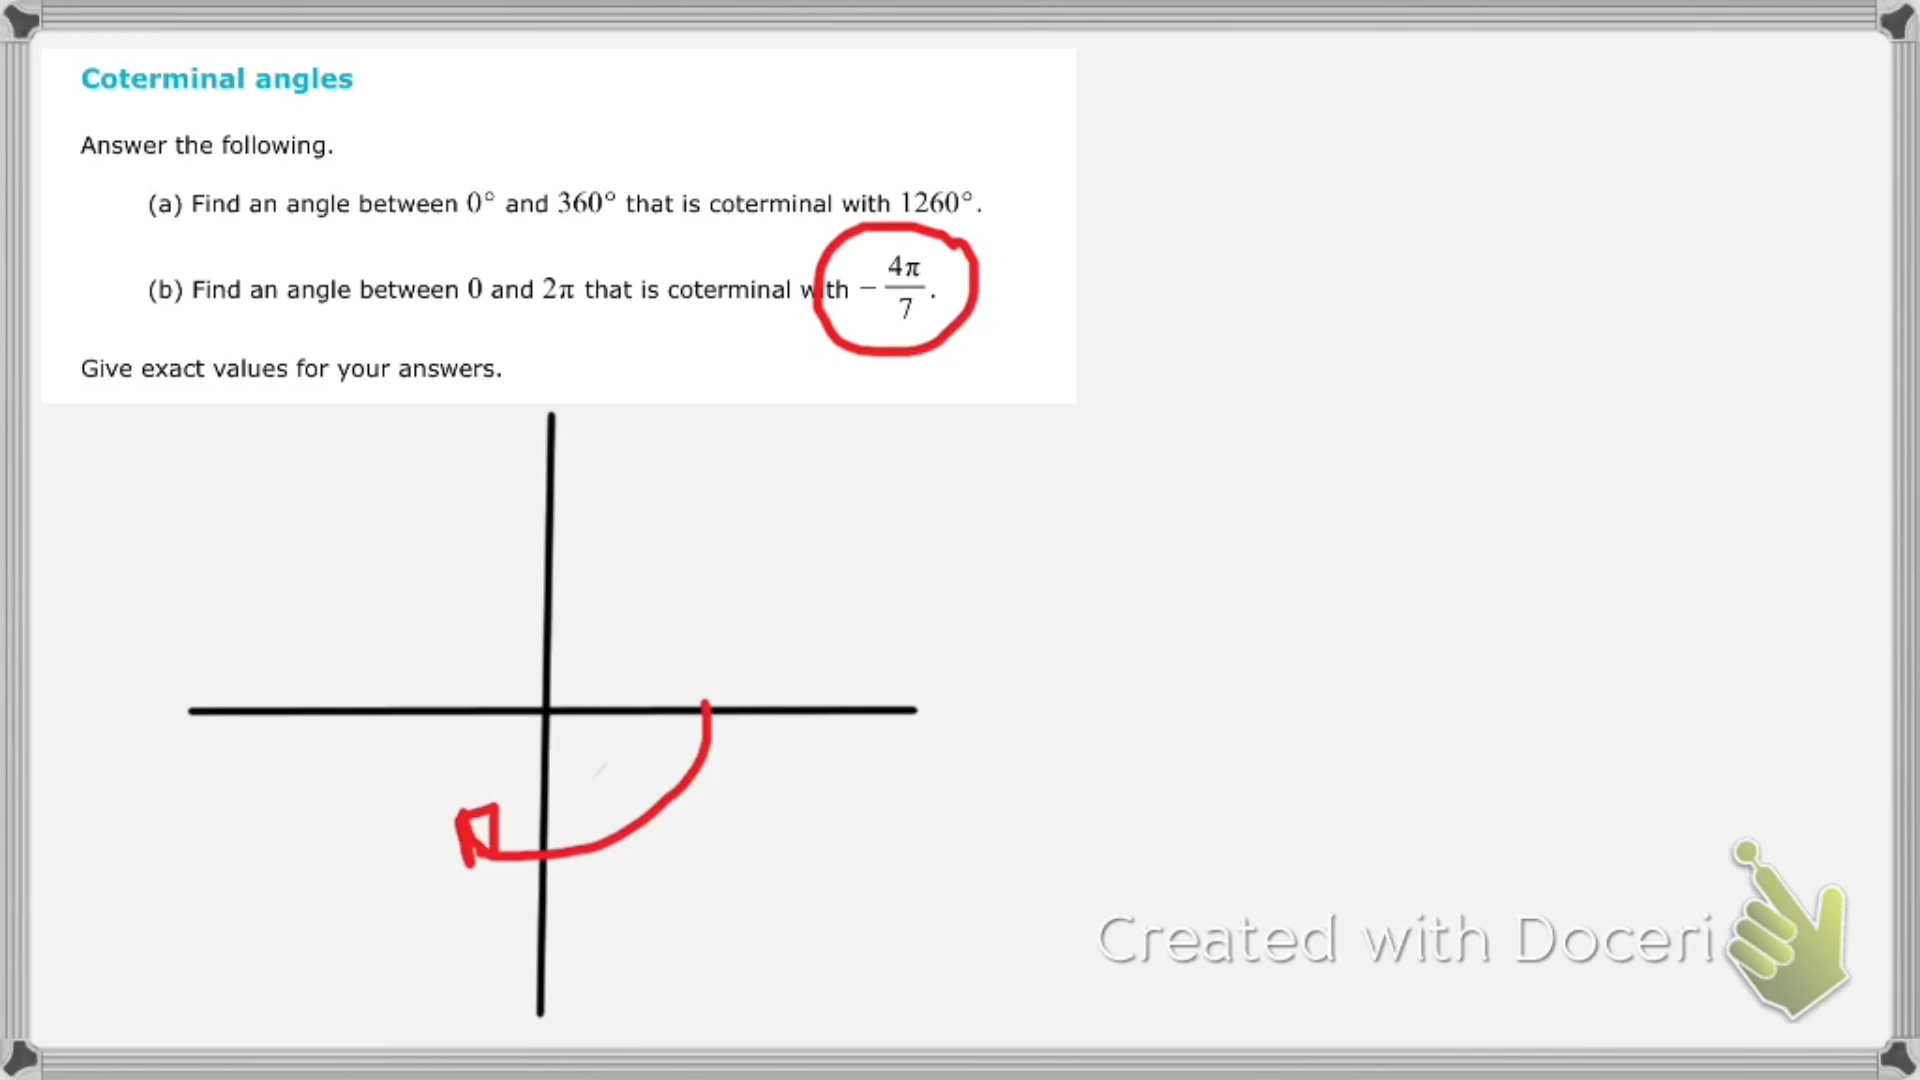 Coterminal angles
Answer the following.
(a) Find an angle between 0° and 360° that is coterminal with 1260°.
(b) Find an angle between 0 and 2π that is coterminal with −4π/7.
Give exact values for your answers.
Created with Doceri